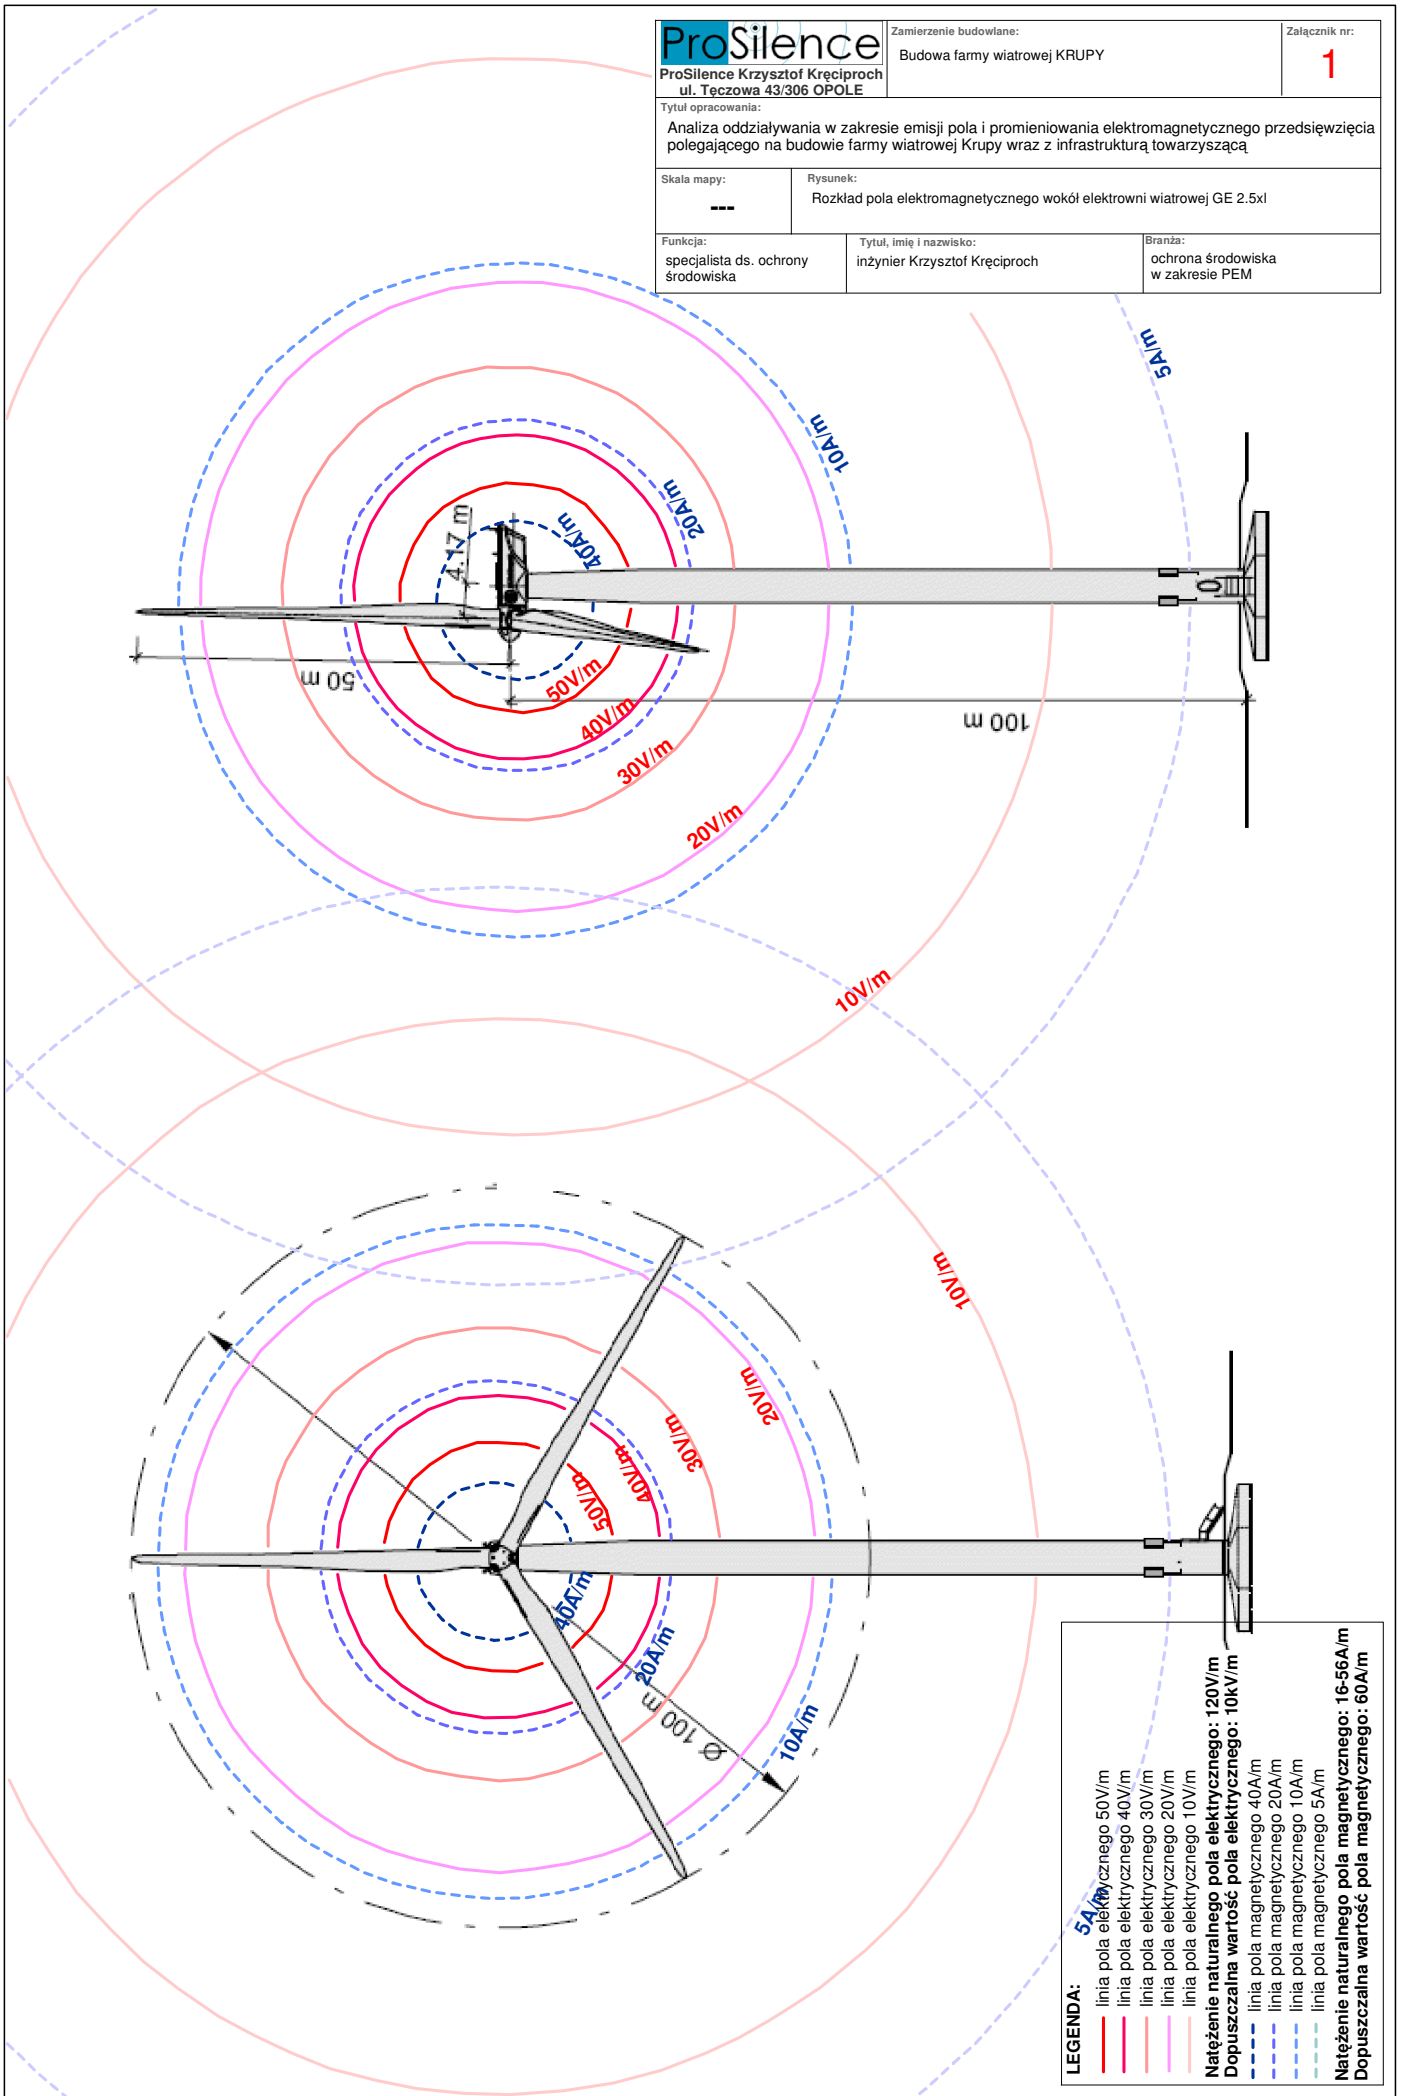 ProSilence
ProSilence Krzysztof Kręciproch
ul. Tęczowa 43/306 OPOLE
Zamierzenie budowlane:
Budowa farmy wiatrowej KRUPY
Załącznik nr:
1
Tytuł opracowania:
Analiza oddziaływania w zakresie emisji pola i promieniowania elektromagnetycznego przedsięwzięcia
polegającego na budowie farmy wiatrowej Krupy wraz z infrastrukturą towarzyszącą
Skala mapy:
---
Rysunek:
Rozkład pola elektromagnetycznego wokół elektrowni wiatrowej GE 2.5xl
Funkcja:
specjalista ds. ochrony
środowiska
Tytuł, imię i nazwisko:
inżynier Krzysztof Kręciproch
Branża:
ochrona środowiska
w zakresie PEM
5A/m
10A/m
20A/m
40A/m
4.17 m
50 m
100 m
50V/m
40V/m
30V/m
20V/m
10V/m
10V/m
20V/m
30V/m
40V/m
50V/m
40A/m
20A/m
10A/m
5A/m
Ø 100 m
LEGENDA:
linia pola elektrycznego 50V/m
linia pola elektrycznego 40V/m
linia pola elektrycznego 30V/m
linia pola elektrycznego 20V/m
linia pola elektrycznego 10V/m
Natężenie naturalnego pola elektrycznego: 120V/m
Dopuszczalna wartość pola elektrycznego: 10kV/m
linia pola magnetycznego 40A/m
linia pola magnetycznego 20A/m
linia pola magnetycznego 10A/m
linia pola magnetycznego 5A/m
Natężenie naturalnego pola magnetycznego: 16-56A/m
Dopuszczalna wartość pola magnetycznego: 60A/m